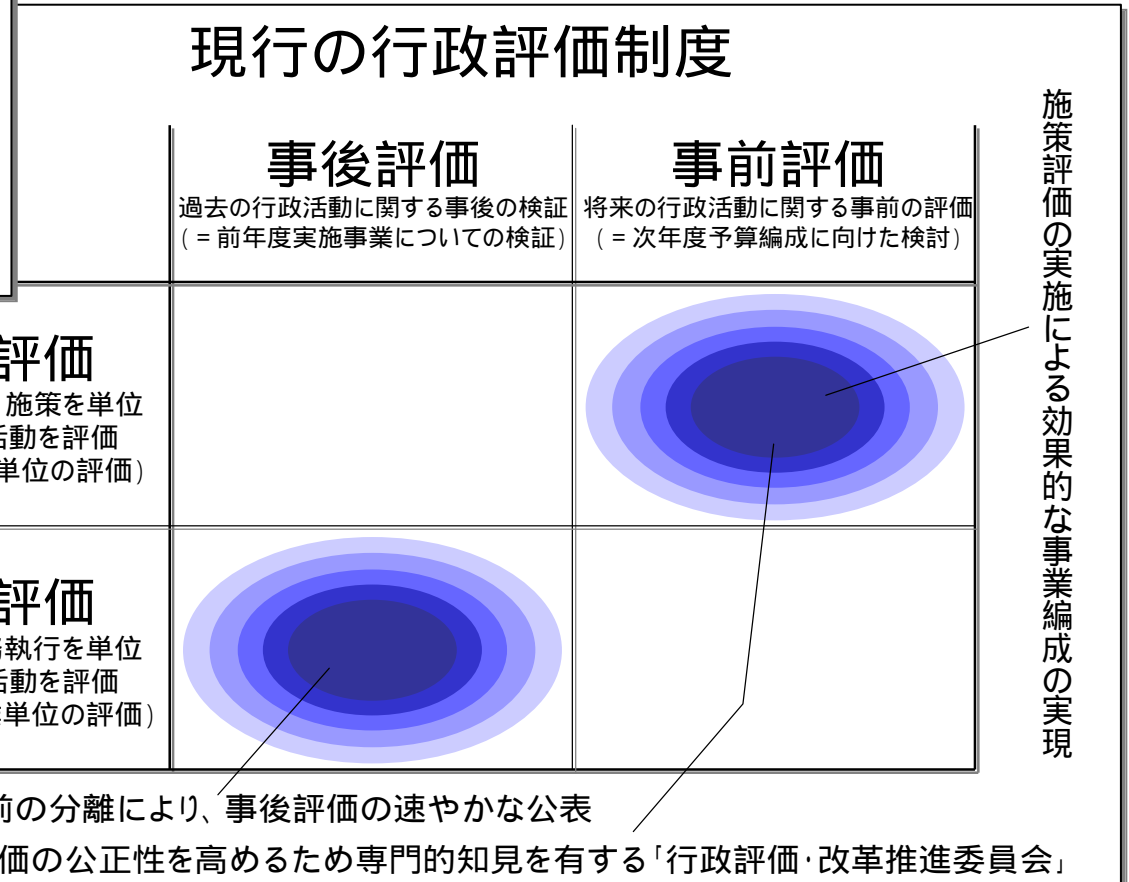 現行の行政評価制度
事後評価
過去の行政活動に関する事後の検証
(=前年度実施事業についての検証)
事前評価
将来の行政活動に関する事前の評価
(=次年度予算編成に向けた検討)
施策評価の実施による効果的な事業編成の実現
評価
施策を単位
活動を評価
単位の評価)
評価
執行を単位
活動を評価
単位の評価)
前の分離により、事後評価の速やかな公表
価の公正性を高めるため専門的知見を有する「行政評価・改革推進委員会」